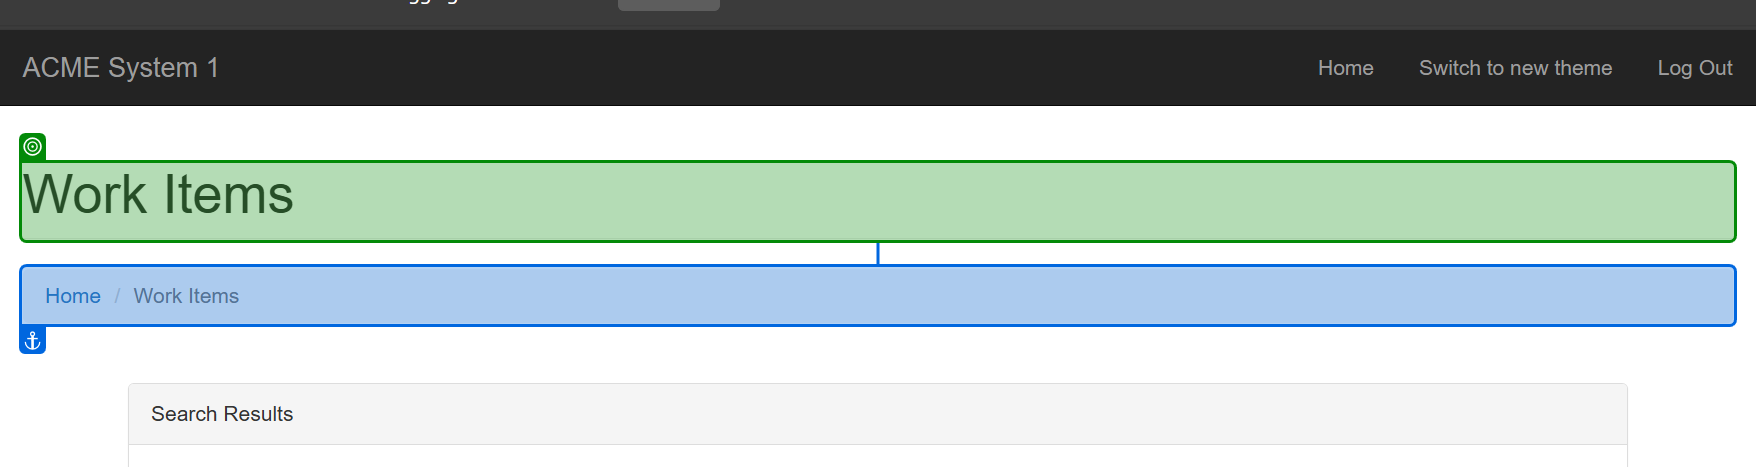 ACME System 1 Home Switch to new theme Log Out
Work Items
Home / Work Items
Search Results